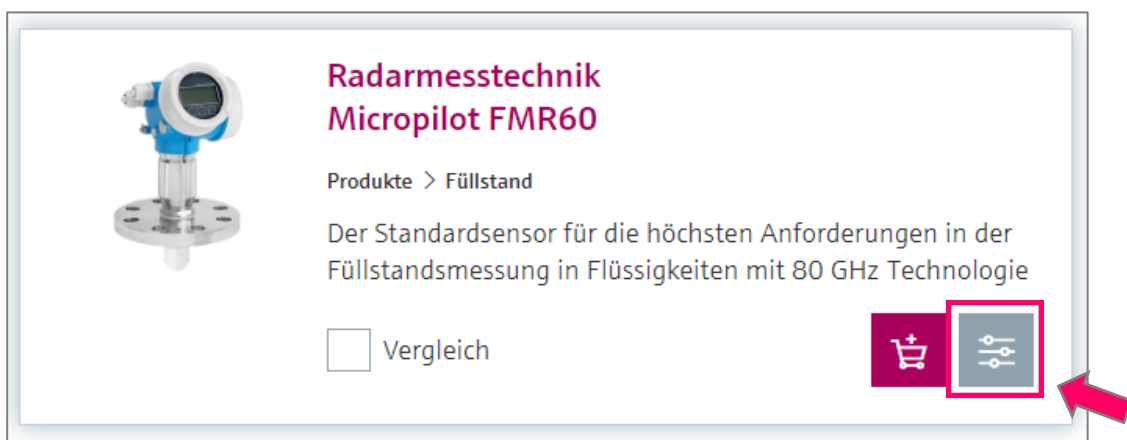 Radarmesstechnik
Micropilot FMR60
Produkte > Füllstand
Der Standardsensor für die höchsten Anforderungen in der
Füllstandsmessung in Flüssigkeiten mit 80 GHz Technologie
Vergleich